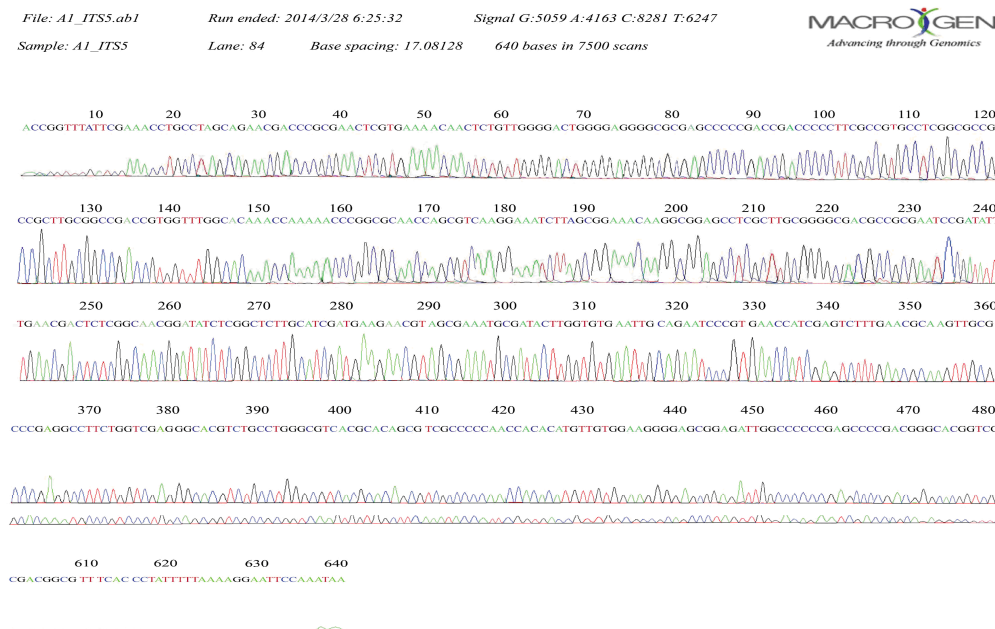 File: A1_ITS5.ab1 Run ended: 2014/3/28 6:25:32 Signal G:5059 A:4163 C:8281 T:6247
Sample: A1_ITS5 Lane: 84 Base spacing: 17.08128 640 bases in 7500 scans
MACROGEN
Advancing through Genomics
10 20 30 40 50 60 70 80 90 100 110 120
ACCGGTTTATTCGAAACCTGCCTAGCAGAACGACCCGCGAACTCGTGAAAACAACTCTGTTGGGGACTGGGGAGGGGCGCGAGCCCCCGACCGACCCCCTTCGCCGTGCCTCGGCGCCG
130 140 150 160 170 180 190 200 210 220 230 240
CCGCTTGCGGCCGACCGTGGTTTGGCACAAACCAAAAACCCGGCGCAACCAGCGTCAAGGAAATCTTAGCGGAAACAAGGCGGAGCCTCGCTTGCGGGGCGACGCCGCGAATCCGATATT
250 260 270 280 290 300 310 320 330 340 350 360
TGAACGACTCTCGGCAACGGATATCTCGGCTCTTGCATCGATGAAGAACGTAGCGAAATGCGATACTTGGTGTGAATTGCAGAATCCCGTGAACCATCGAGTCTTTGAACGCAAGTTGCG
370 380 390 400 410 420 430 440 450 460 470 480
CCCGAGGCCTTCTGGTCGAGGGCACGTCTGCCTGGGCGTCACGCACAGCGTCGCCCCCAACCACACATGTTGTGGAAGGGGAGCGGAGATTGGCCCCCCGAGCCCCGACGGGCACGGTCG
610 620 630 640
CGACGGCGTTTTCACCCTATTTTTAAAAGGAATTCCAAATAA